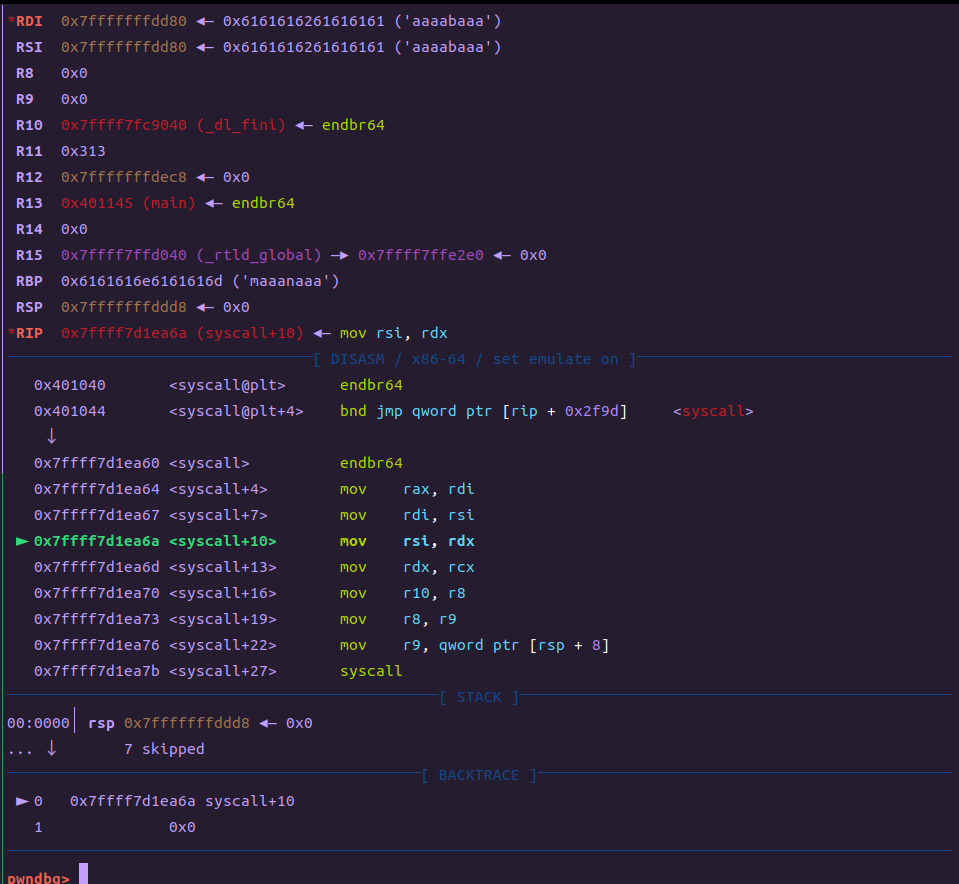 *RDI  0x7fffffffdd80 ◂— 0x6161616261616161 ('aaaabaaa')
RSI  0x7fffffffdd80 ◂— 0x6161616261616161 ('aaaabaaa')
R8   0x0
R9   0x0
R10  0x7ffff7fc9040 (_dl_fini) ◂— endbr64
R11  0x313
R12  0x7fffffffdec8 ◂— 0x0
R13  0x401145 (main) ◂— endbr64
R14  0x0
R15  0x7ffff7ffd040 (_rtld_global) —▸ 0x7ffff7ffe2e0 ◂— 0x0
RBP  0x6161616e6161616d ('maaanaaa')
RSP  0x7fffffffddd8 ◂— 0x0
*RIP  0x7ffff7d1ea6a (syscall+10) ◂— mov rsi, rdx
[ DISASM / x86-64 / set emulate on ]
0x401040       <syscall@plt>      endbr64
0x401044       <syscall@plt+4>    bnd jmp qword ptr [rip + 0x2f9d]     <syscall>
↓
0x7ffff7d1ea60 <syscall>          endbr64
0x7ffff7d1ea64 <syscall+4>        mov    rax, rdi
0x7ffff7d1ea67 <syscall+7>        mov    rdi, rsi
► 0x7ffff7d1ea6a <syscall+10>       mov    rsi, rdx
0x7ffff7d1ea6d <syscall+13>       mov    rdx, rcx
0x7ffff7d1ea70 <syscall+16>       mov    r10, r8
0x7ffff7d1ea73 <syscall+19>       mov    r8, r9
0x7ffff7d1ea76 <syscall+22>       mov    r9, qword ptr [rsp + 8]
0x7ffff7d1ea7b <syscall+27>       syscall
[ STACK ]
00:0000│ rsp 0x7fffffffddd8 ◂— 0x0
... ↓        7 skipped
[ BACKTRACE ]
► 0   0x7ffff7d1ea6a syscall+10
1              0x0
pwndbg>